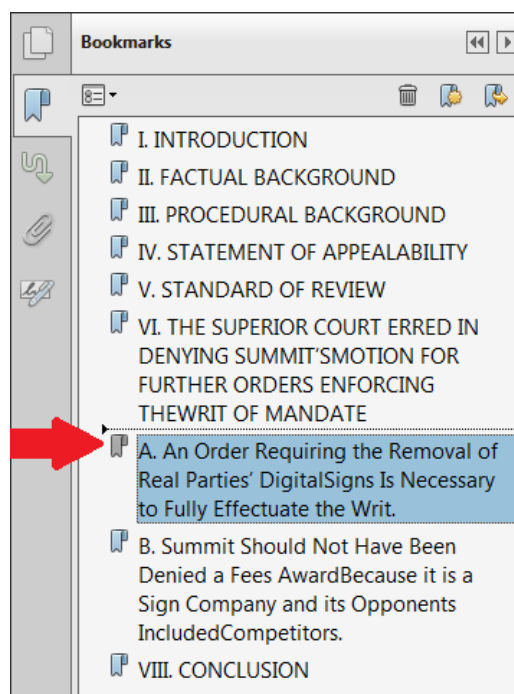 Bookmarks
I. INTRODUCTION
II. FACTUAL BACKGROUND
III. PROCEDURAL BACKGROUND
IV. STATEMENT OF APPEALABILITY
V. STANDARD OF REVIEW
VI. THE SUPERIOR COURT ERRED IN
DENYING SUMMIT'SMOTION FOR
FURTHER ORDERS ENFORCING
THEWRIT OF MANDATE
A. An Order Requiring the Removal of
Real Parties’ DigitalSigns Is Necessary
to Fully Effectuate the Writ.
B. Summit Should Not Have Been
Denied a Fees AwardBecause it is a
Sign Company and its Opponents
IncludedCompetitors.
VIII. CONCLUSION